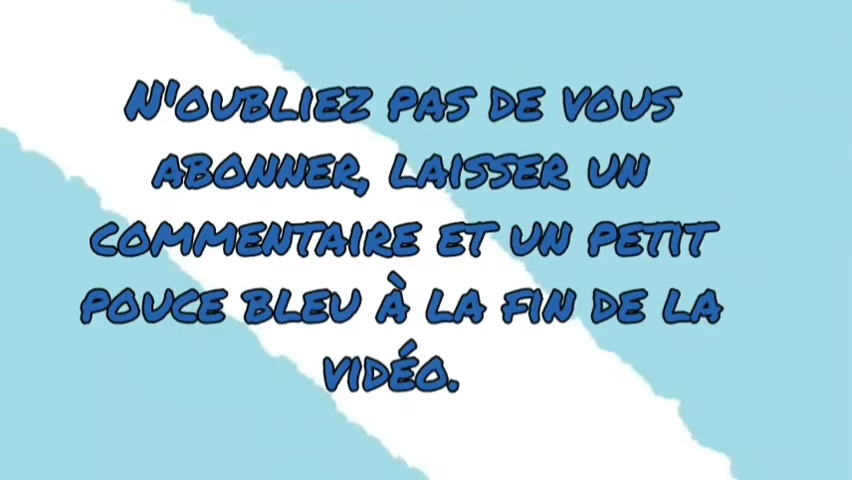 N'oubliez pas de vous
abonner, laisser un
commentaire et un petit
pouce bleu à la fin de la
vidéo.